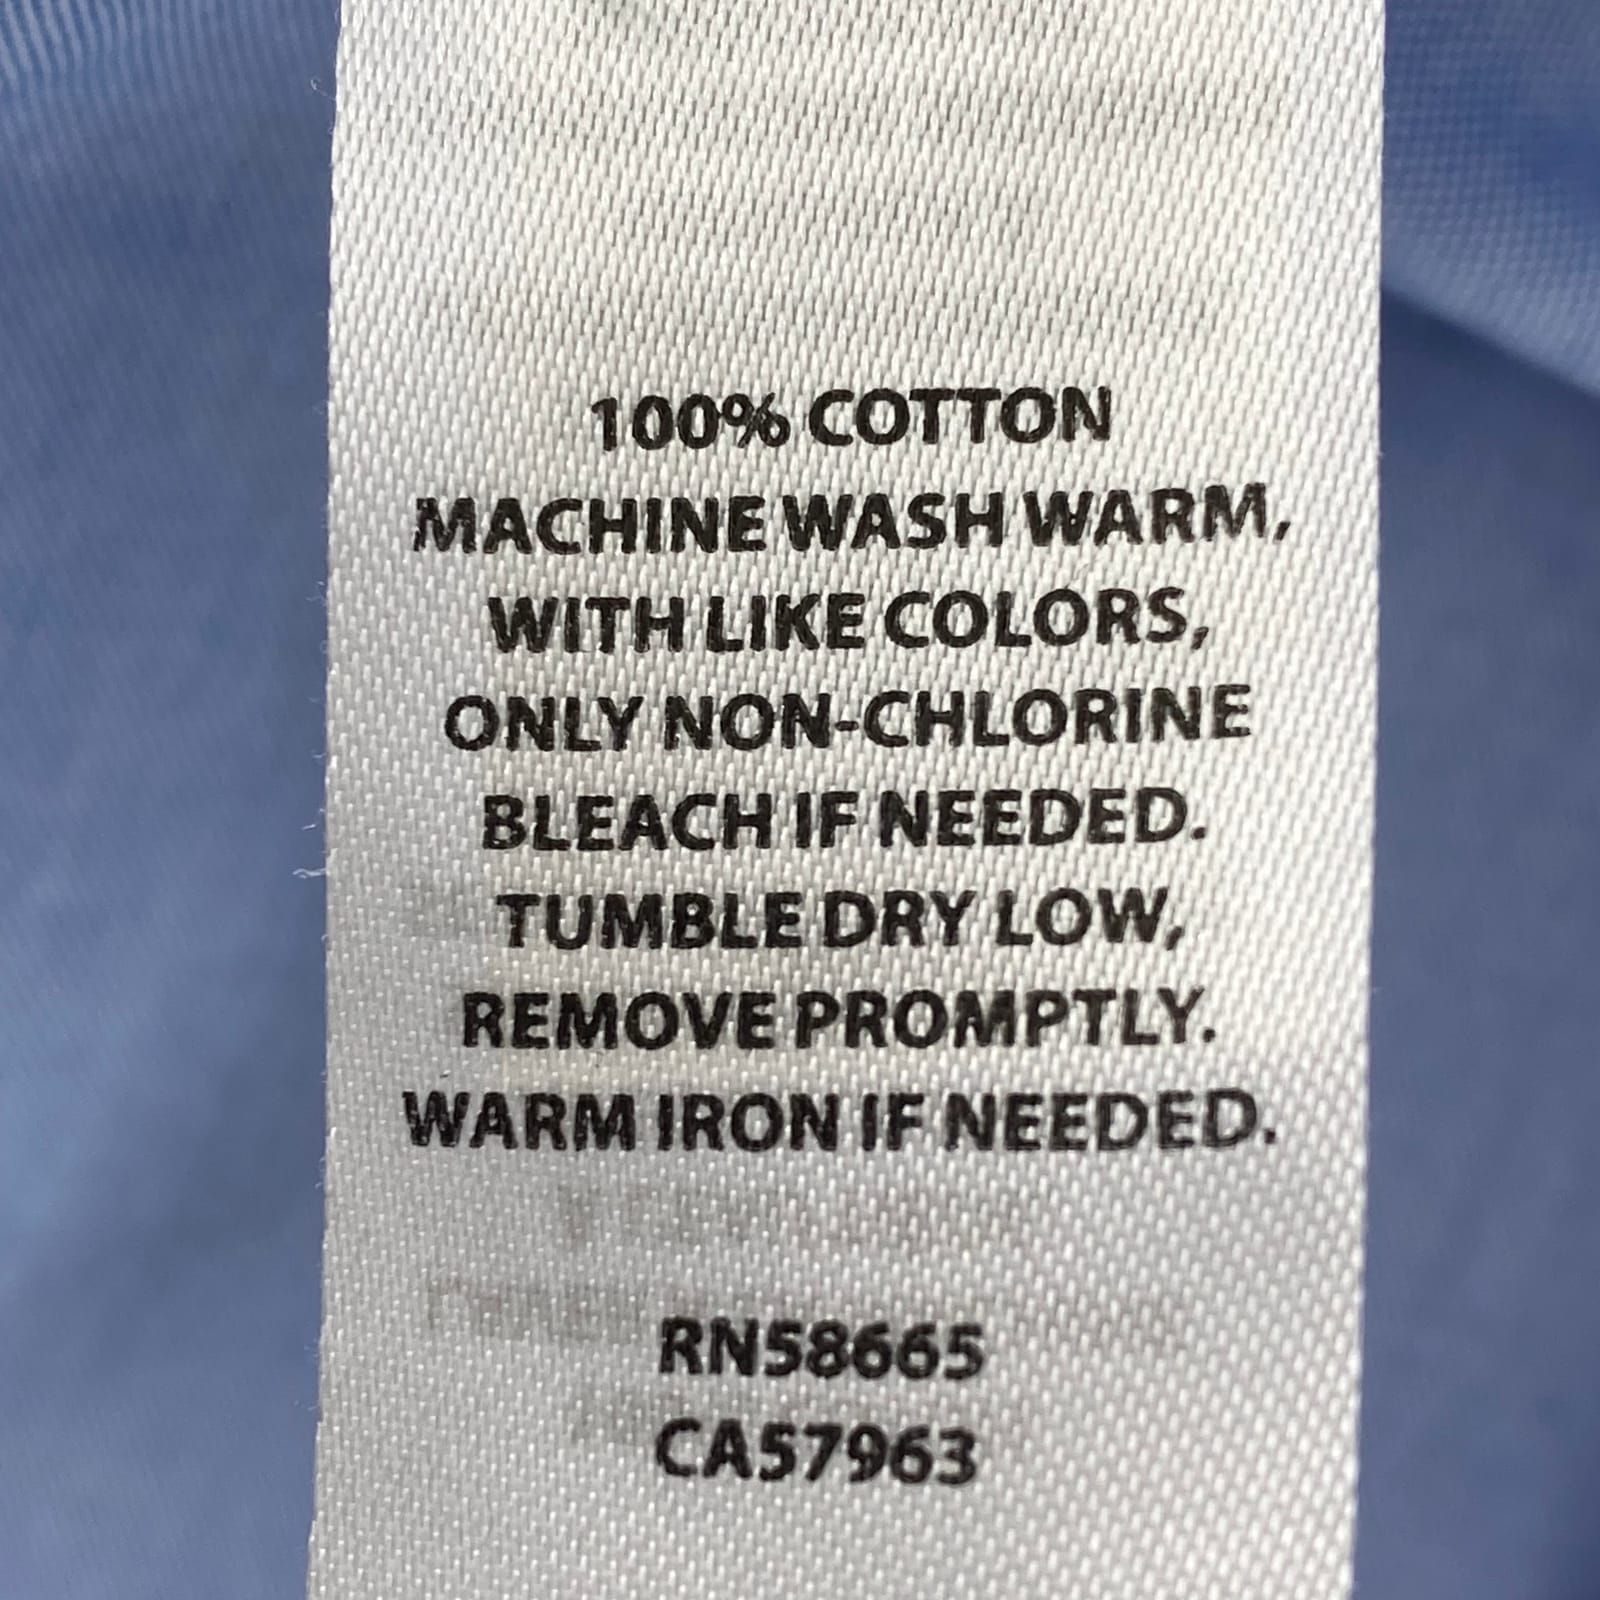 100% COTTON
MACHINE WASH WARM,
WITH LIKE COLORS,
ONLY NON-CHLORINE
BLEACH IF NEEDED.
TUMBLE DRY LOW,
REMOVE PROMPTLY.
WARM IRON IF NEEDED.
RN58665
CA57963